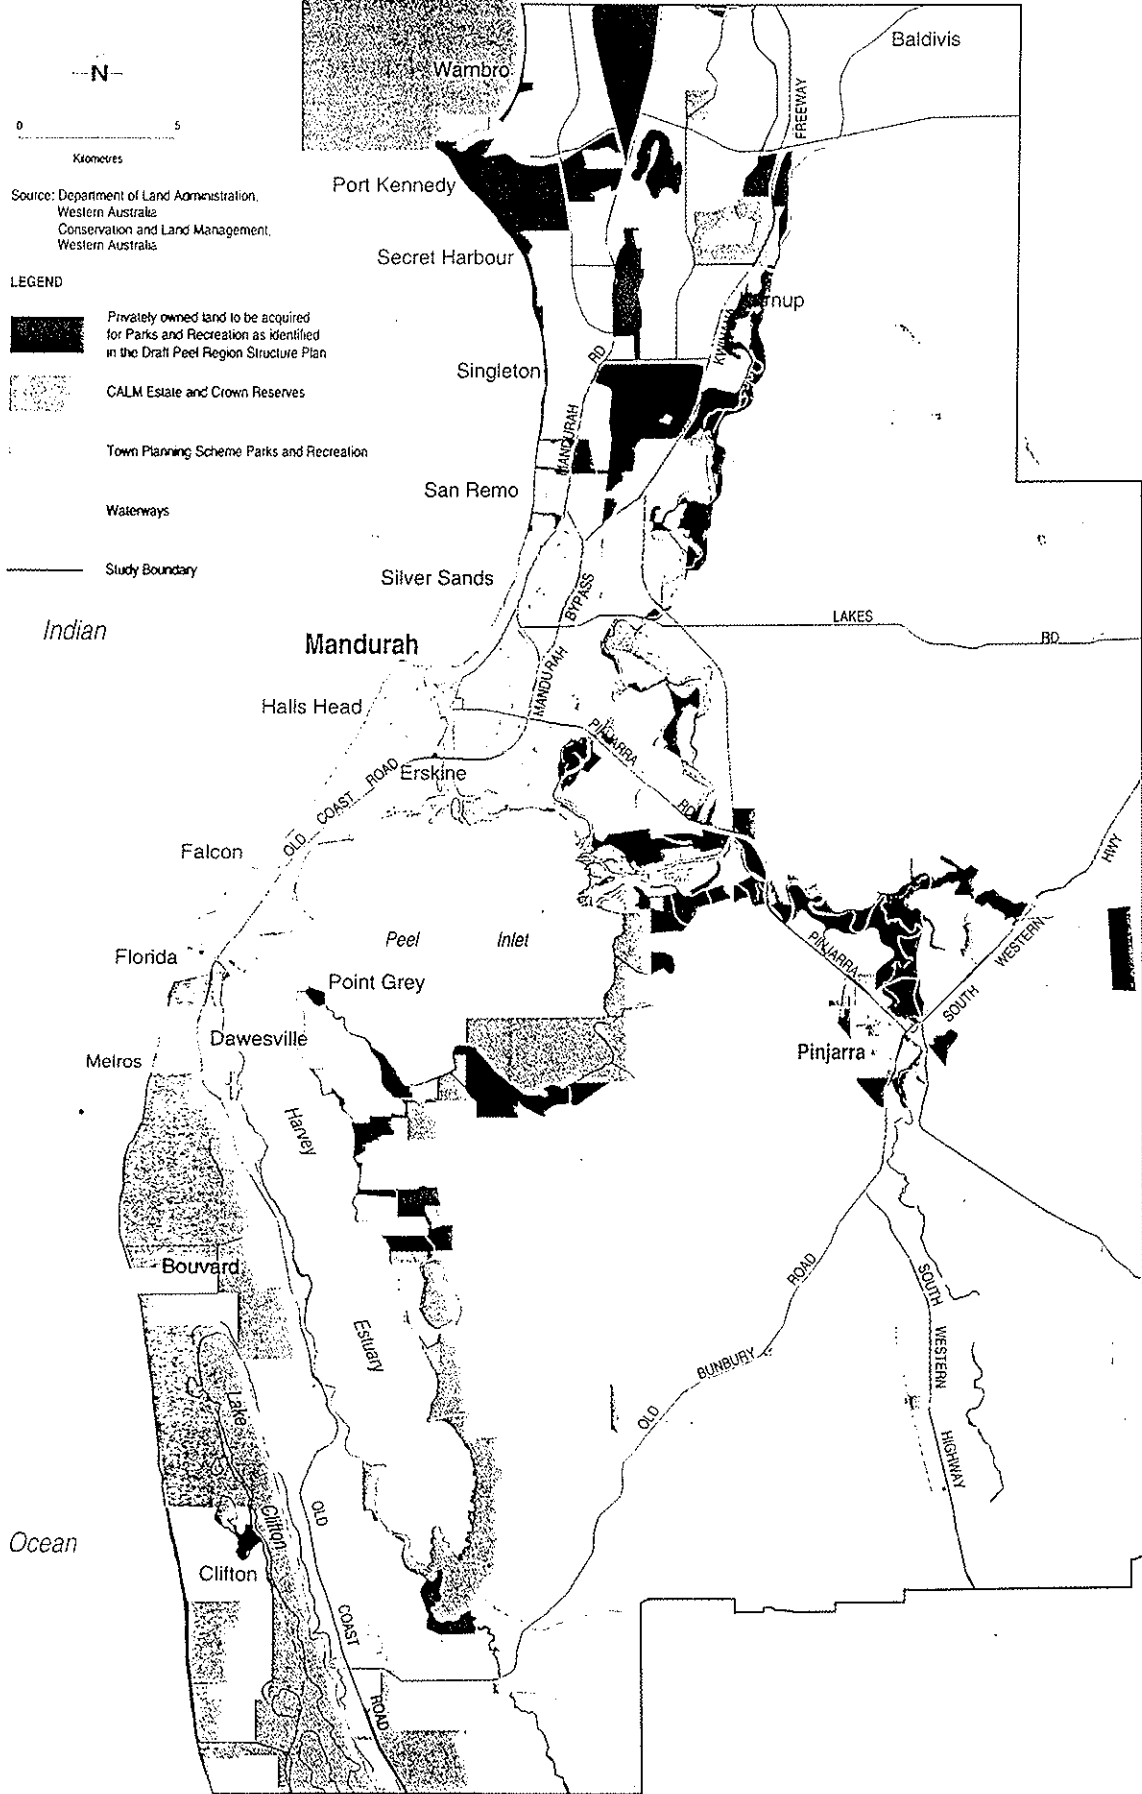 N
0 5
Kilometres
Source: Department of Land Administration,
Western Australia
Conservation and Land Management,
Western Australia
LEGEND
Privately owned land to be acquired
for Parks and Recreation as identified
in the Draft Peel Region Structure Plan
CALM Estate and Crown Reserves
Town Planning Scheme Parks and Recreation
Waterways
Study Boundary
Baldivis
Warnbro
FREEWAY
Port Kennedy
Secret Harbour
KW
Singleton
RD
MANDURAH
San Remo
Silver Sands
BYPASS
LAKES
RD
Indian
Mandurah
MANDURAH
Halls Head
PINJARRA
RD
Erskine
OLD COAST ROAD
Falcon
HWY
WESTERN
SOUTH
Peel Inlet
PINJARRA
Florida
Point Grey
Dawesville
Melros
Pinjarra
Harvey
Estuary
Bouvard
ROAD
BUNBURY
OLD
SOUTH
WESTERN
HIGHWAY
Lake
Clifton
OLD
COAST
ROAD
Ocean
Clifton